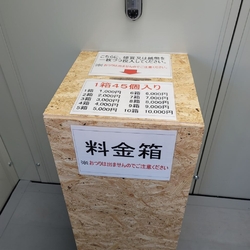 1箱45個入り
1箱 1,000円 6箱 6,000円
2箱 2,000円 7箱 7,000円
3箱 3,000円 8箱 8,000円
4箱 4,000円 9箱 9,000円
5箱 5,000円 10箱 10,000円
料金箱
おつりは出ませんのでご注意ください